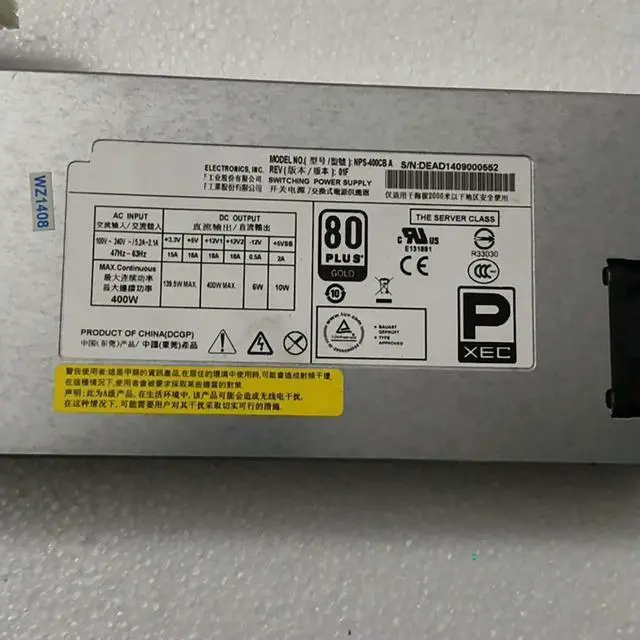 WZ1408
ELECTRONICS, INC.
工业股份有限公司
工業股份有限公司
MODEL NO.( 型号/型號): NPS-400CB A
REV (版本 / 版本): 01F
SWITCHING POWER SUPPLY
开关电源 /交換式電源供應器
S/N:DEAD1409000552
仅适用于海拔2000米以下地区安全使用
AC INPUT
交流输入/交流輸入
100V~ 240V ~ / 5.2A~2.1A
47Hz~ 63Hz
DC OUTPUT
直流输出/直流輸出
+3.3V +5V +12V1 +12V2 -12V +5VSB
15A 18A 18A 18A 0.5A 2A
MAX.Continuous
最大连续功率
最大連續功率
400W
139.5W MAX. 400W MAX. 6W 10W
PRODUCT OF CHINA(DCGP)
中国(东莞)产/ 中國(東莞)產
80
PLUS
GOLD
10
THE SERVER CLASS
c UL US
E131881
R33030
CCC
BAUART
GEPRÜFT
TYPE
APPROVED
P
XEC
警告使用者: 這是甲類的資訊產品, 在居住的環境中使用時, 可能會造成射頻干擾,
在這種情況下, 使用者會被要求採取某些適當的對策.
声明: 此为A级产品, 在生活环境中, 该产品可能会造成无线电干扰,
在这种情况下, 可能需要用户对其干扰采取切实可行的措施.